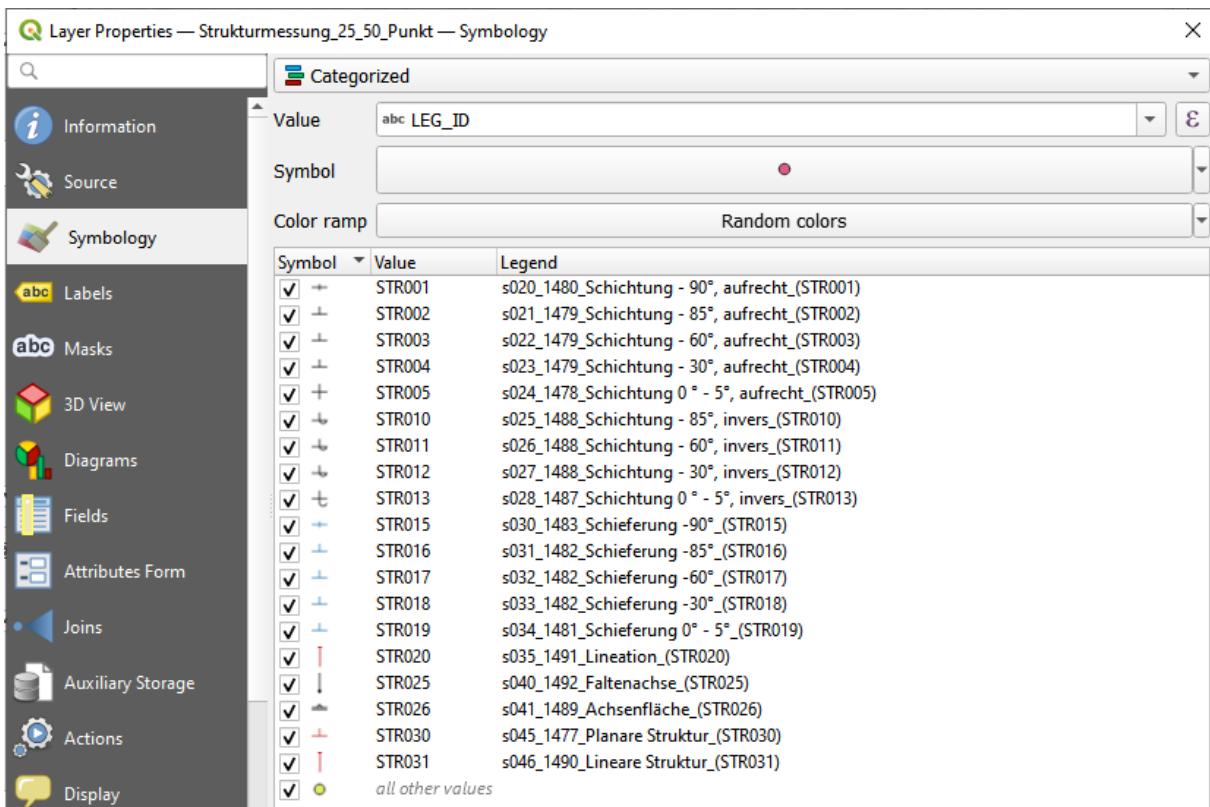 Layer Properties — Strukturmessung_25_50_Punkt — Symbology
Categorized
Information
Value abc LEG_ID ε
Source
Symbol
Symbology
Color ramp Random colors
Symbol Value Legend
STR001 s020_1480_Schichtung - 90°, aufrecht_(STR001)
abc Labels
STR002 s021_1479_Schichtung - 85°, aufrecht_(STR002)
STR003 s022_1479_Schichtung - 60°, aufrecht_(STR003)
abc Masks
STR004 s023_1479_Schichtung - 30°, aufrecht_(STR004)
STR005 s024_1478_Schichtung 0 ° - 5°, aufrecht_(STR005)
3D View
STR010 s025_1488_Schichtung - 85°, invers_(STR010)
STR011 s026_1488_Schichtung - 60°, invers_(STR011)
Diagrams
STR012 s027_1488_Schichtung - 30°, invers_(STR012)
STR013 s028_1487_Schichtung 0 ° - 5°, invers_(STR013)
Fields
STR015 s030_1483_Schieferung -90°_(STR015)
STR016 s031_1482_Schieferung -85°_(STR016)
Attributes Form
STR017 s032_1482_Schieferung -60°_(STR017)
STR018 s033_1482_Schieferung -30°_(STR018)
Joins
STR019 s034_1481_Schieferung 0° - 5°_(STR019)
STR020 s035_1491_Lineation_(STR020)
Auxiliary Storage
STR025 s040_1492_Faltenachse_(STR025)
STR026 s041_1489_Achsenfläche_(STR026)
Actions
STR030 s045_1477_Planare Struktur_(STR030)
STR031 s046_1490_Lineare Struktur_(STR031)
Display
all other values